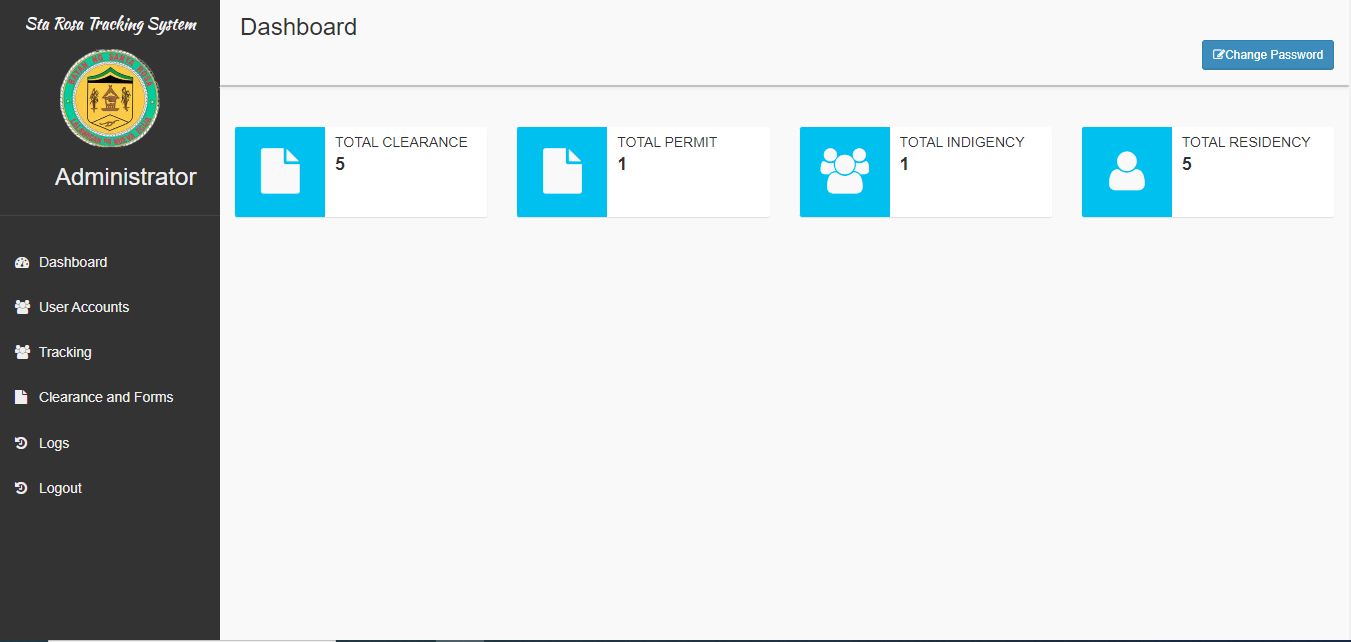 Sta Rosa Tracking System
Administrator
Dashboard
User Accounts
Tracking
Clearance and Forms
Logs
Logout
Dashboard
Change Password
TOTAL CLEARANCE
5
TOTAL PERMIT
1
TOTAL INDIGENCY
1
TOTAL RESIDENCY
5